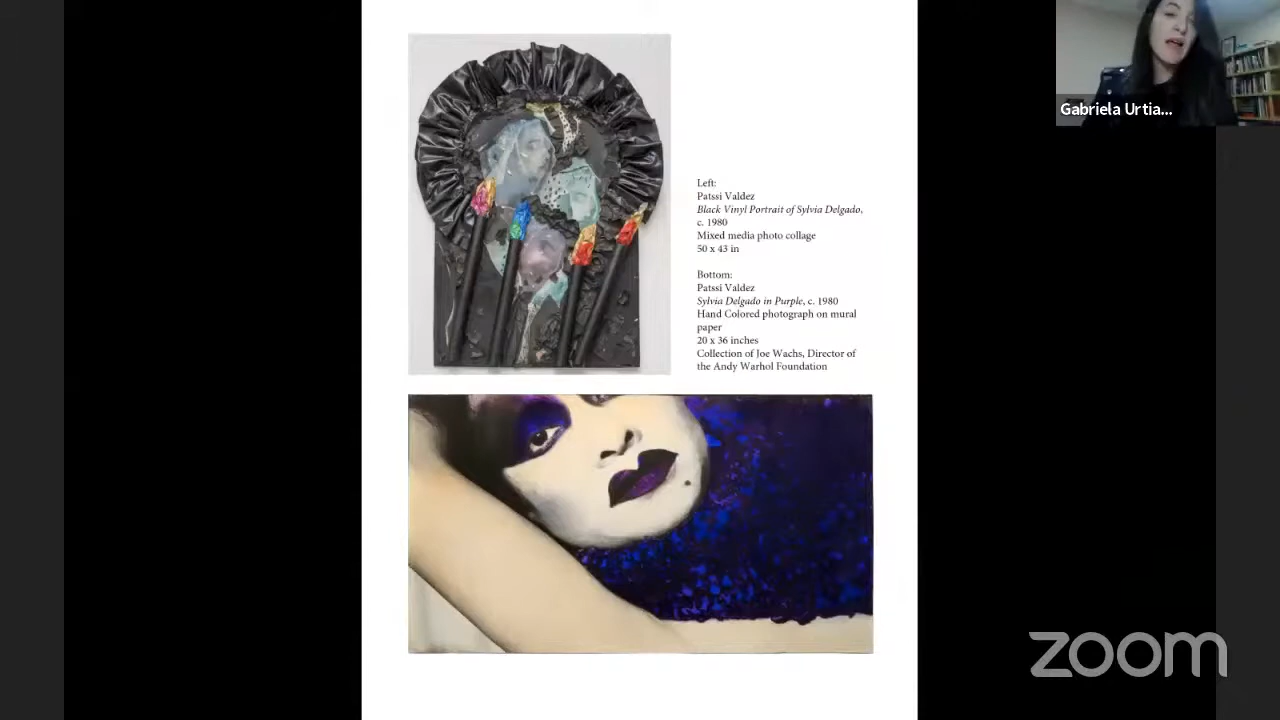 Gabriela Urtia...
Left:
Patssi Valdez
Black Vinyl Portrait of Sylvia Delgado,
c. 1980
Mixed media photo collage
50 x 43 in
Bottom:
Patssi Valdez
Sylvia Delgado in Purple, c. 1980
Hand Colored photograph on mural
paper
20 x 36 inches
Collection of Joe Wachs, Director of
the Andy Warhol Foundation
zoom